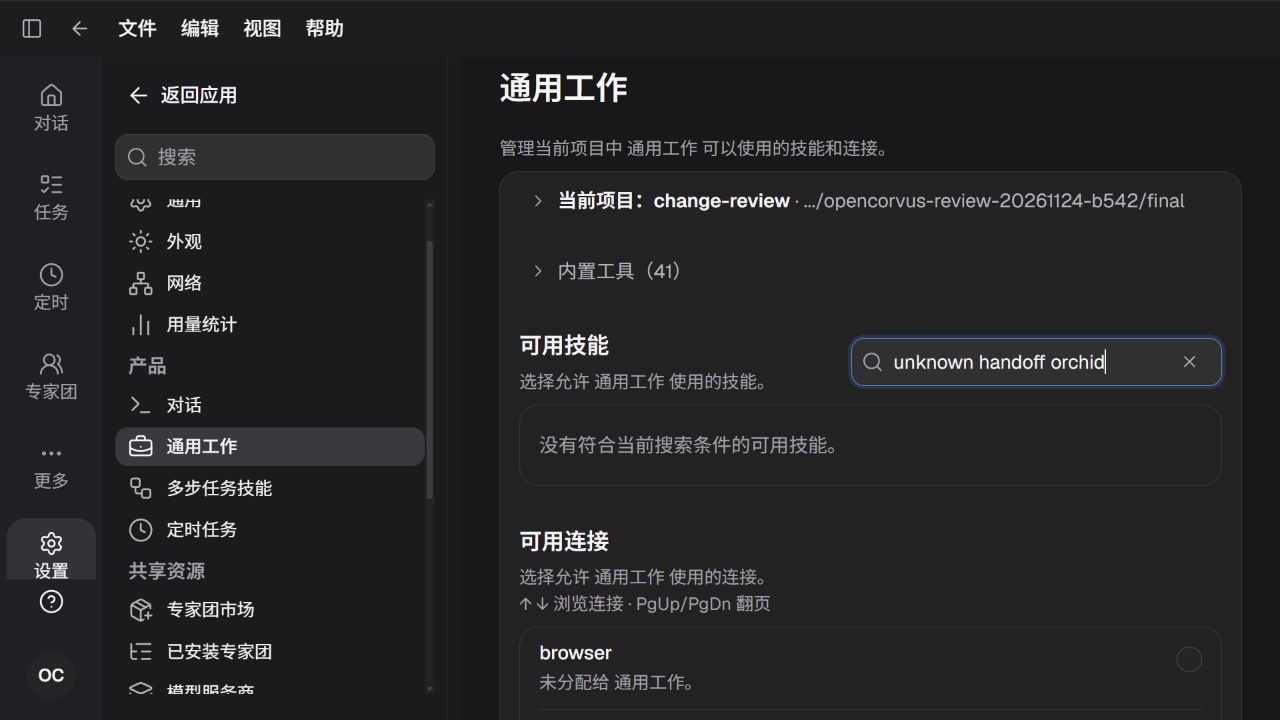 文件 编辑 视图 帮助
对话
任务
定时
专家团
更多
设置
OC
返回应用
搜索
通用
外观
网络
用量统计
产品
对话
通用工作
多步任务技能
定时任务
共享资源
专家团市场
已安装专家团
模型服务商
通用工作
管理当前项目中 通用工作 可以使用的技能和连接。
当前项目：change-review · .../opencorvus-review-20261124-b542/final
内置工具（41）
可用技能
选择允许 通用工作 使用的技能。
unknown handoff orchid
没有符合当前搜索条件的可用技能。
可用连接
选择允许 通用工作 使用的连接。
↑↓ 浏览连接 · PgUp/PgDn 翻页
browser
未分配给 通用工作。